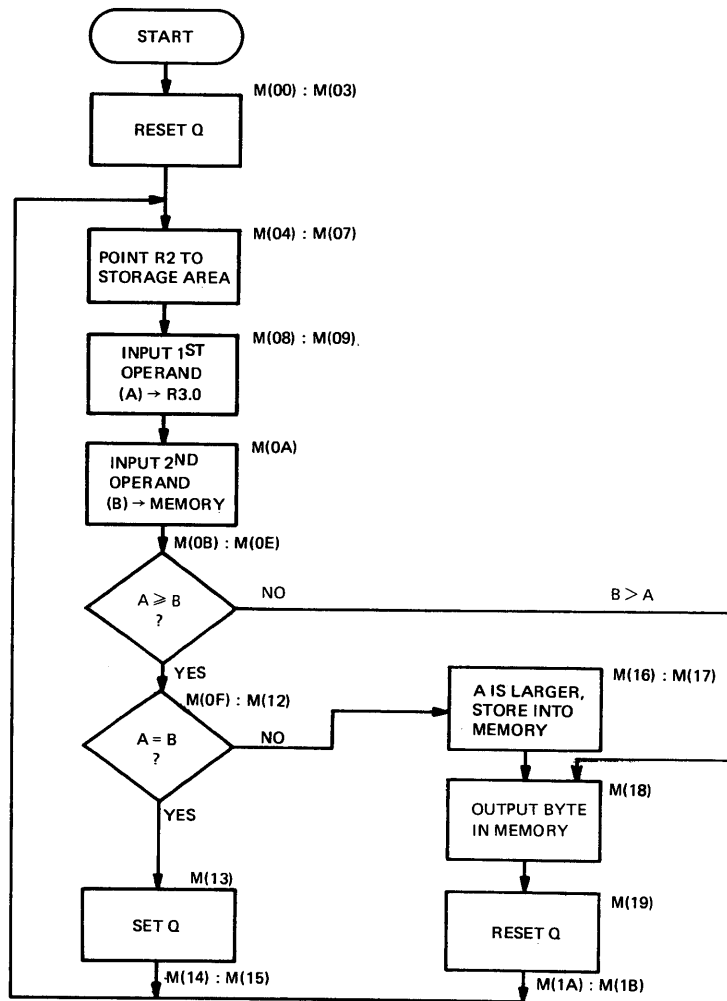 START
M(00) : M(03)
RESET Q
M(04) : M(07)
POINT R2 TO
STORAGE AREA
M(08) : M(09)
INPUT 1ST
OPERAND
(A) → R3.0
M(0A)
INPUT 2ND
OPERAND
(B) → MEMORY
M(0B) : M(0E)
A ⩾ B
?
NO
B > A
YES
M(0F) : M(12)
A = B
?
NO
YES
M(16) : M(17)
A IS LARGER,
STORE INTO
MEMORY
M(18)
OUTPUT BYTE
IN MEMORY
M(13)
SET Q
M(14) : M(15)
M(19)
RESET Q
M(1A) : M(1B)